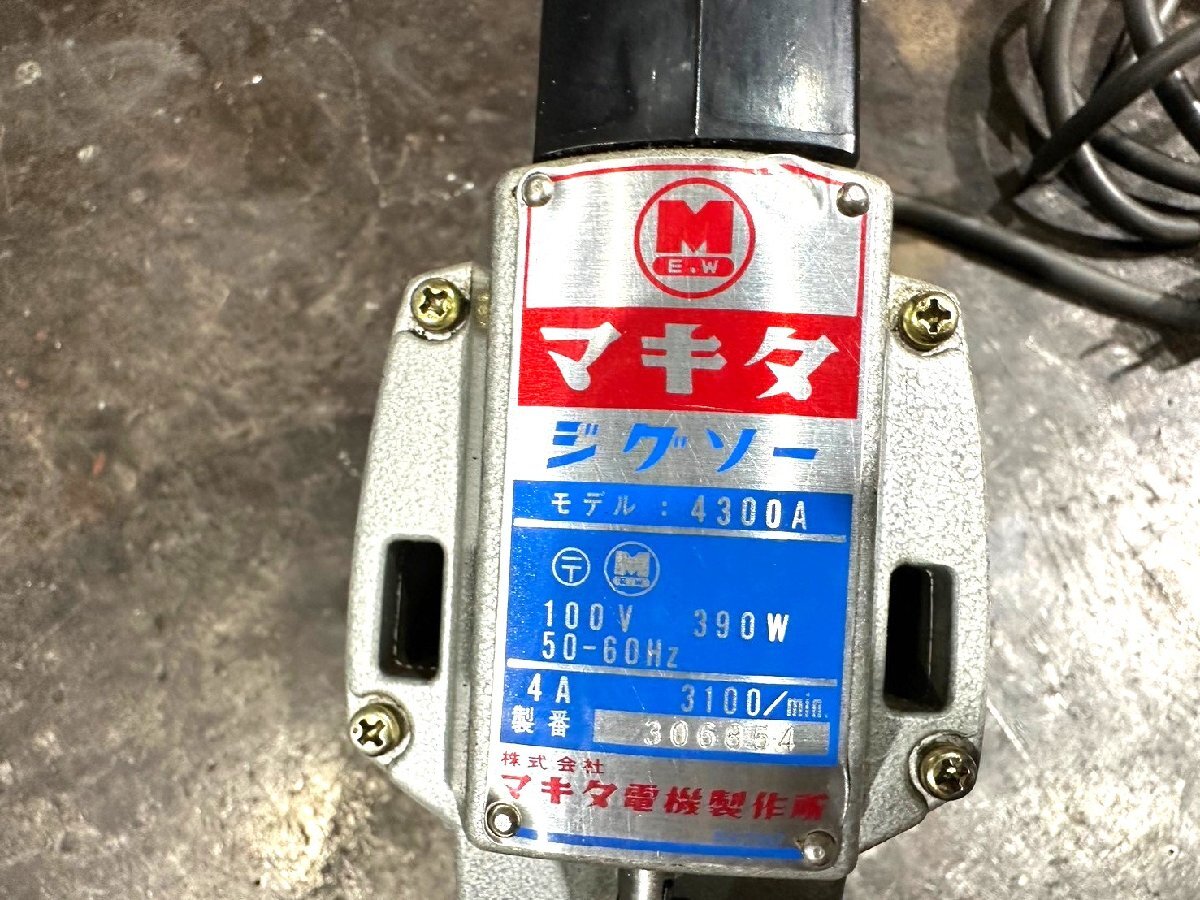 M
E.W
マキタ
ジグソー
モデル : 4300A
〒 M E.W
100V 390W
50-60Hz
4A 3100/min.
製番 306854
株式会社
マキタ電機製作所